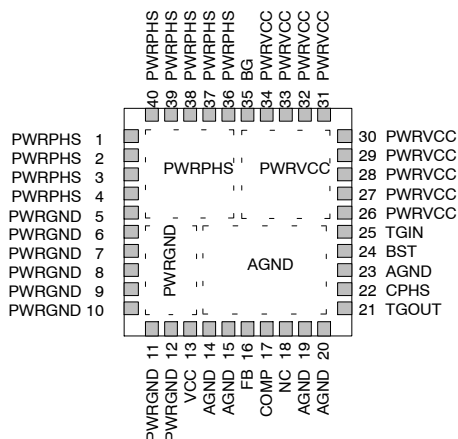 40 PWRPHS
39 PWRPHS
38 PWRPHS
37 PWRPHS
36 PWRPHS
35 BG
34 PWRVCC
33 PWRVCC
32 PWRVCC
31 PWRVCC
PWRPHS 1
PWRPHS 2
PWRPHS 3
PWRPHS 4
PWRGND 5
PWRGND 6
PWRGND 7
PWRGND 8
PWRGND 9
PWRGND 10
PWRPHS
PWRVCC
PWRGND
AGND
30 PWRVCC
29 PWRVCC
28 PWRVCC
27 PWRVCC
26 PWRVCC
25 TGIN
24 BST
23 AGND
22 CPHS
21 TGOUT
PWRGND 11
PWRGND 12
VCC 13
AGND 14
AGND 15
FB 16
COMP 17
NC 18
AGND 19
AGND 20